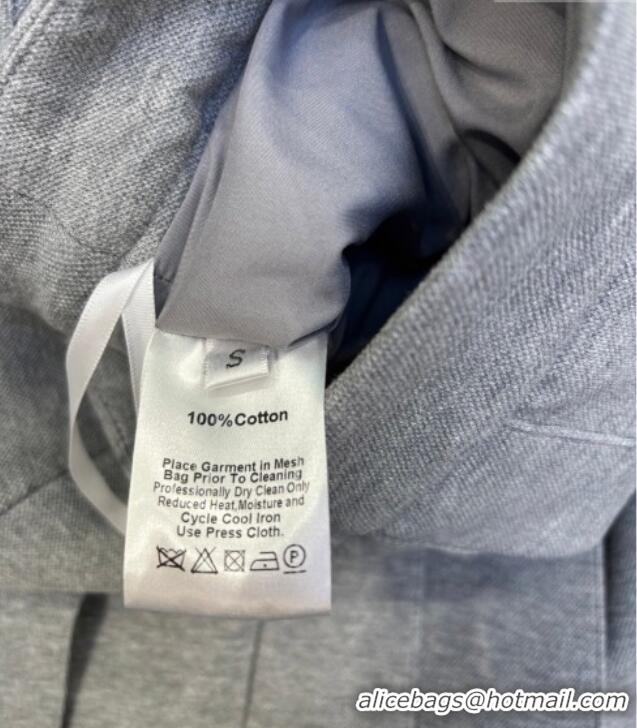 S
100%Cotton
Place Garment in Mesh
Bag Prior To Cleaning
Professionally Dry Clean Only
Reduced Heat,Moisture and
Cycle Cool Iron
Use Press Cloth.
P
alicebags@hotmail.com